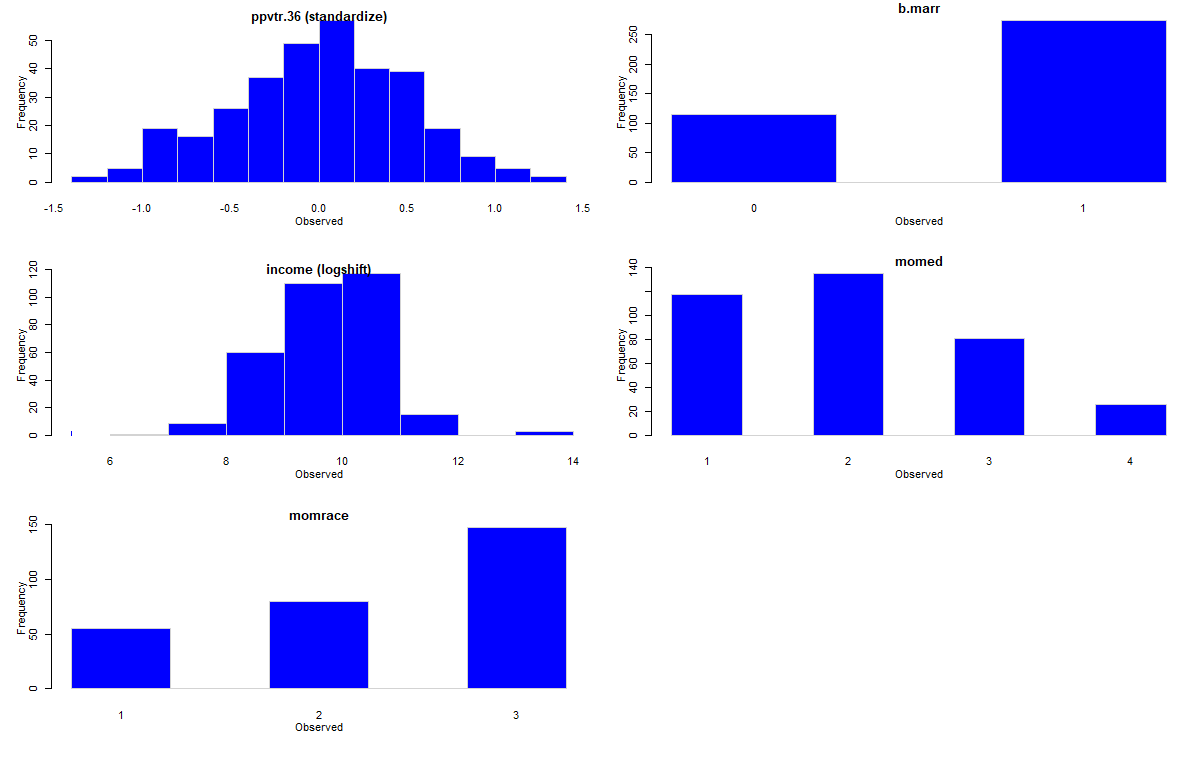 ppvtr.36 (standardize)
Frequency
0 10 20 30 40 50
-1.5 -1.0 -0.5 0.0 0.5 1.0 1.5
Observed
b.marr
Frequency
0 50 100 150 200 250
0 1
Observed
income (logshift)
Frequency
0 20 40 60 80 100 120
6 8 10 12 14
Observed
momed
Frequency
0 20 40 60 80 100 140
1 2 3 4
Observed
momrace
Frequency
0 50 100 150
1 2 3
Observed